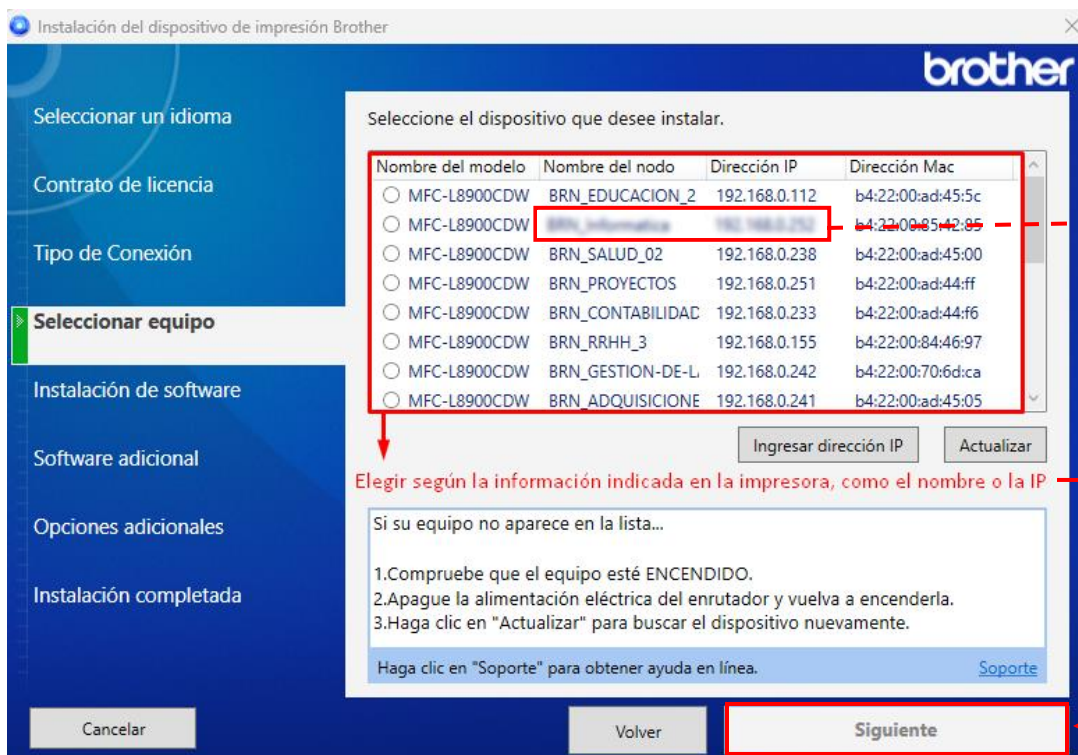 Instalación del dispositivo de impresión Brother
brother
Seleccionar un idioma
Contrato de licencia
Tipo de Conexión
Seleccionar equipo
Instalación de software
Software adicional
Opciones adicionales
Instalación completada
Seleccione el dispositivo que desee instalar.
Nombre del modelo Nombre del nodo Dirección IP Dirección Mac
MFC-L8900CDW BRN_EDUCACION_2 192.168.0.112 b4:22:00:ad:45:5c
MFC-L8900CDW b4:22:00:85:42:85
MFC-L8900CDW BRN_SALUD_02 192.168.0.238 b4:22:00:ad:45:00
MFC-L8900CDW BRN_PROYECTOS 192.168.0.251 b4:22:00:ad:44:ff
MFC-L8900CDW BRN_CONTABILIDAD 192.168.0.233 b4:22:00:ad:44:f6
MFC-L8900CDW BRN_RRHH_3 192.168.0.155 b4:22:00:84:46:97
MFC-L8900CDW BRN_GESTION-DE-L 192.168.0.242 b4:22:00:70:6d:ca
MFC-L8900CDW BRN_ADQUISICIONE 192.168.0.241 b4:22:00:ad:45:05
Ingresar dirección IP Actualizar
Elegir según la información indicada en la impresora, como el nombre o la IP
Si su equipo no aparece en la lista...
1.Compruebe que el equipo esté ENCENDIDO.
2.Apague la alimentación eléctrica del enrutador y vuelva a encenderla.
3.Haga clic en "Actualizar" para buscar el dispositivo nuevamente.
Haga clic en "Soporte" para obtener ayuda en línea. Soporte
Cancelar Volver Siguiente